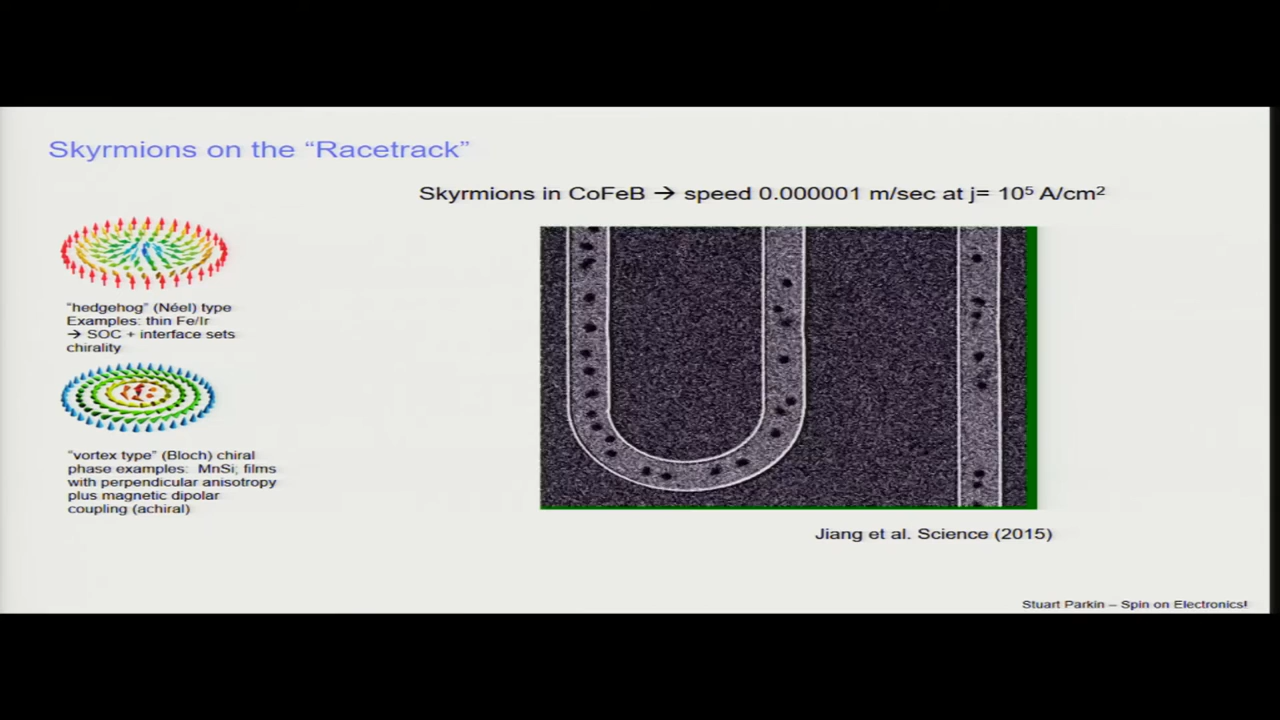 Skyrmions on the “Racetrack”
Skyrmions in CoFeB → speed 0.000001 m/sec at j= 10⁵ A/cm²
“hedgehog” (Néel) type
Examples: thin Fe/Ir
→ SOC + interface sets
chirality
“vortex type” (Bloch) chiral
phase examples: MnSi; films
with perpendicular anisotropy
plus magnetic dipolar
coupling (achiral)
Jiang et al. Science (2015)
Stuart Parkin – Spin on Electronics!